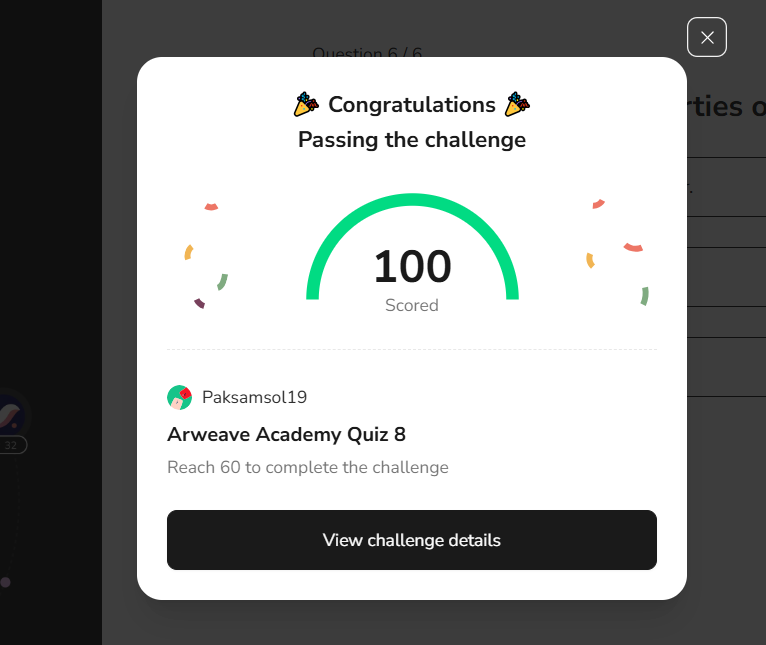 Question 6 / 6
rties o
Congratulations
Passing the challenge
100
Scored
Paksamsol19
Arweave Academy Quiz 8
Reach 60 to complete the challenge
32
View challenge details